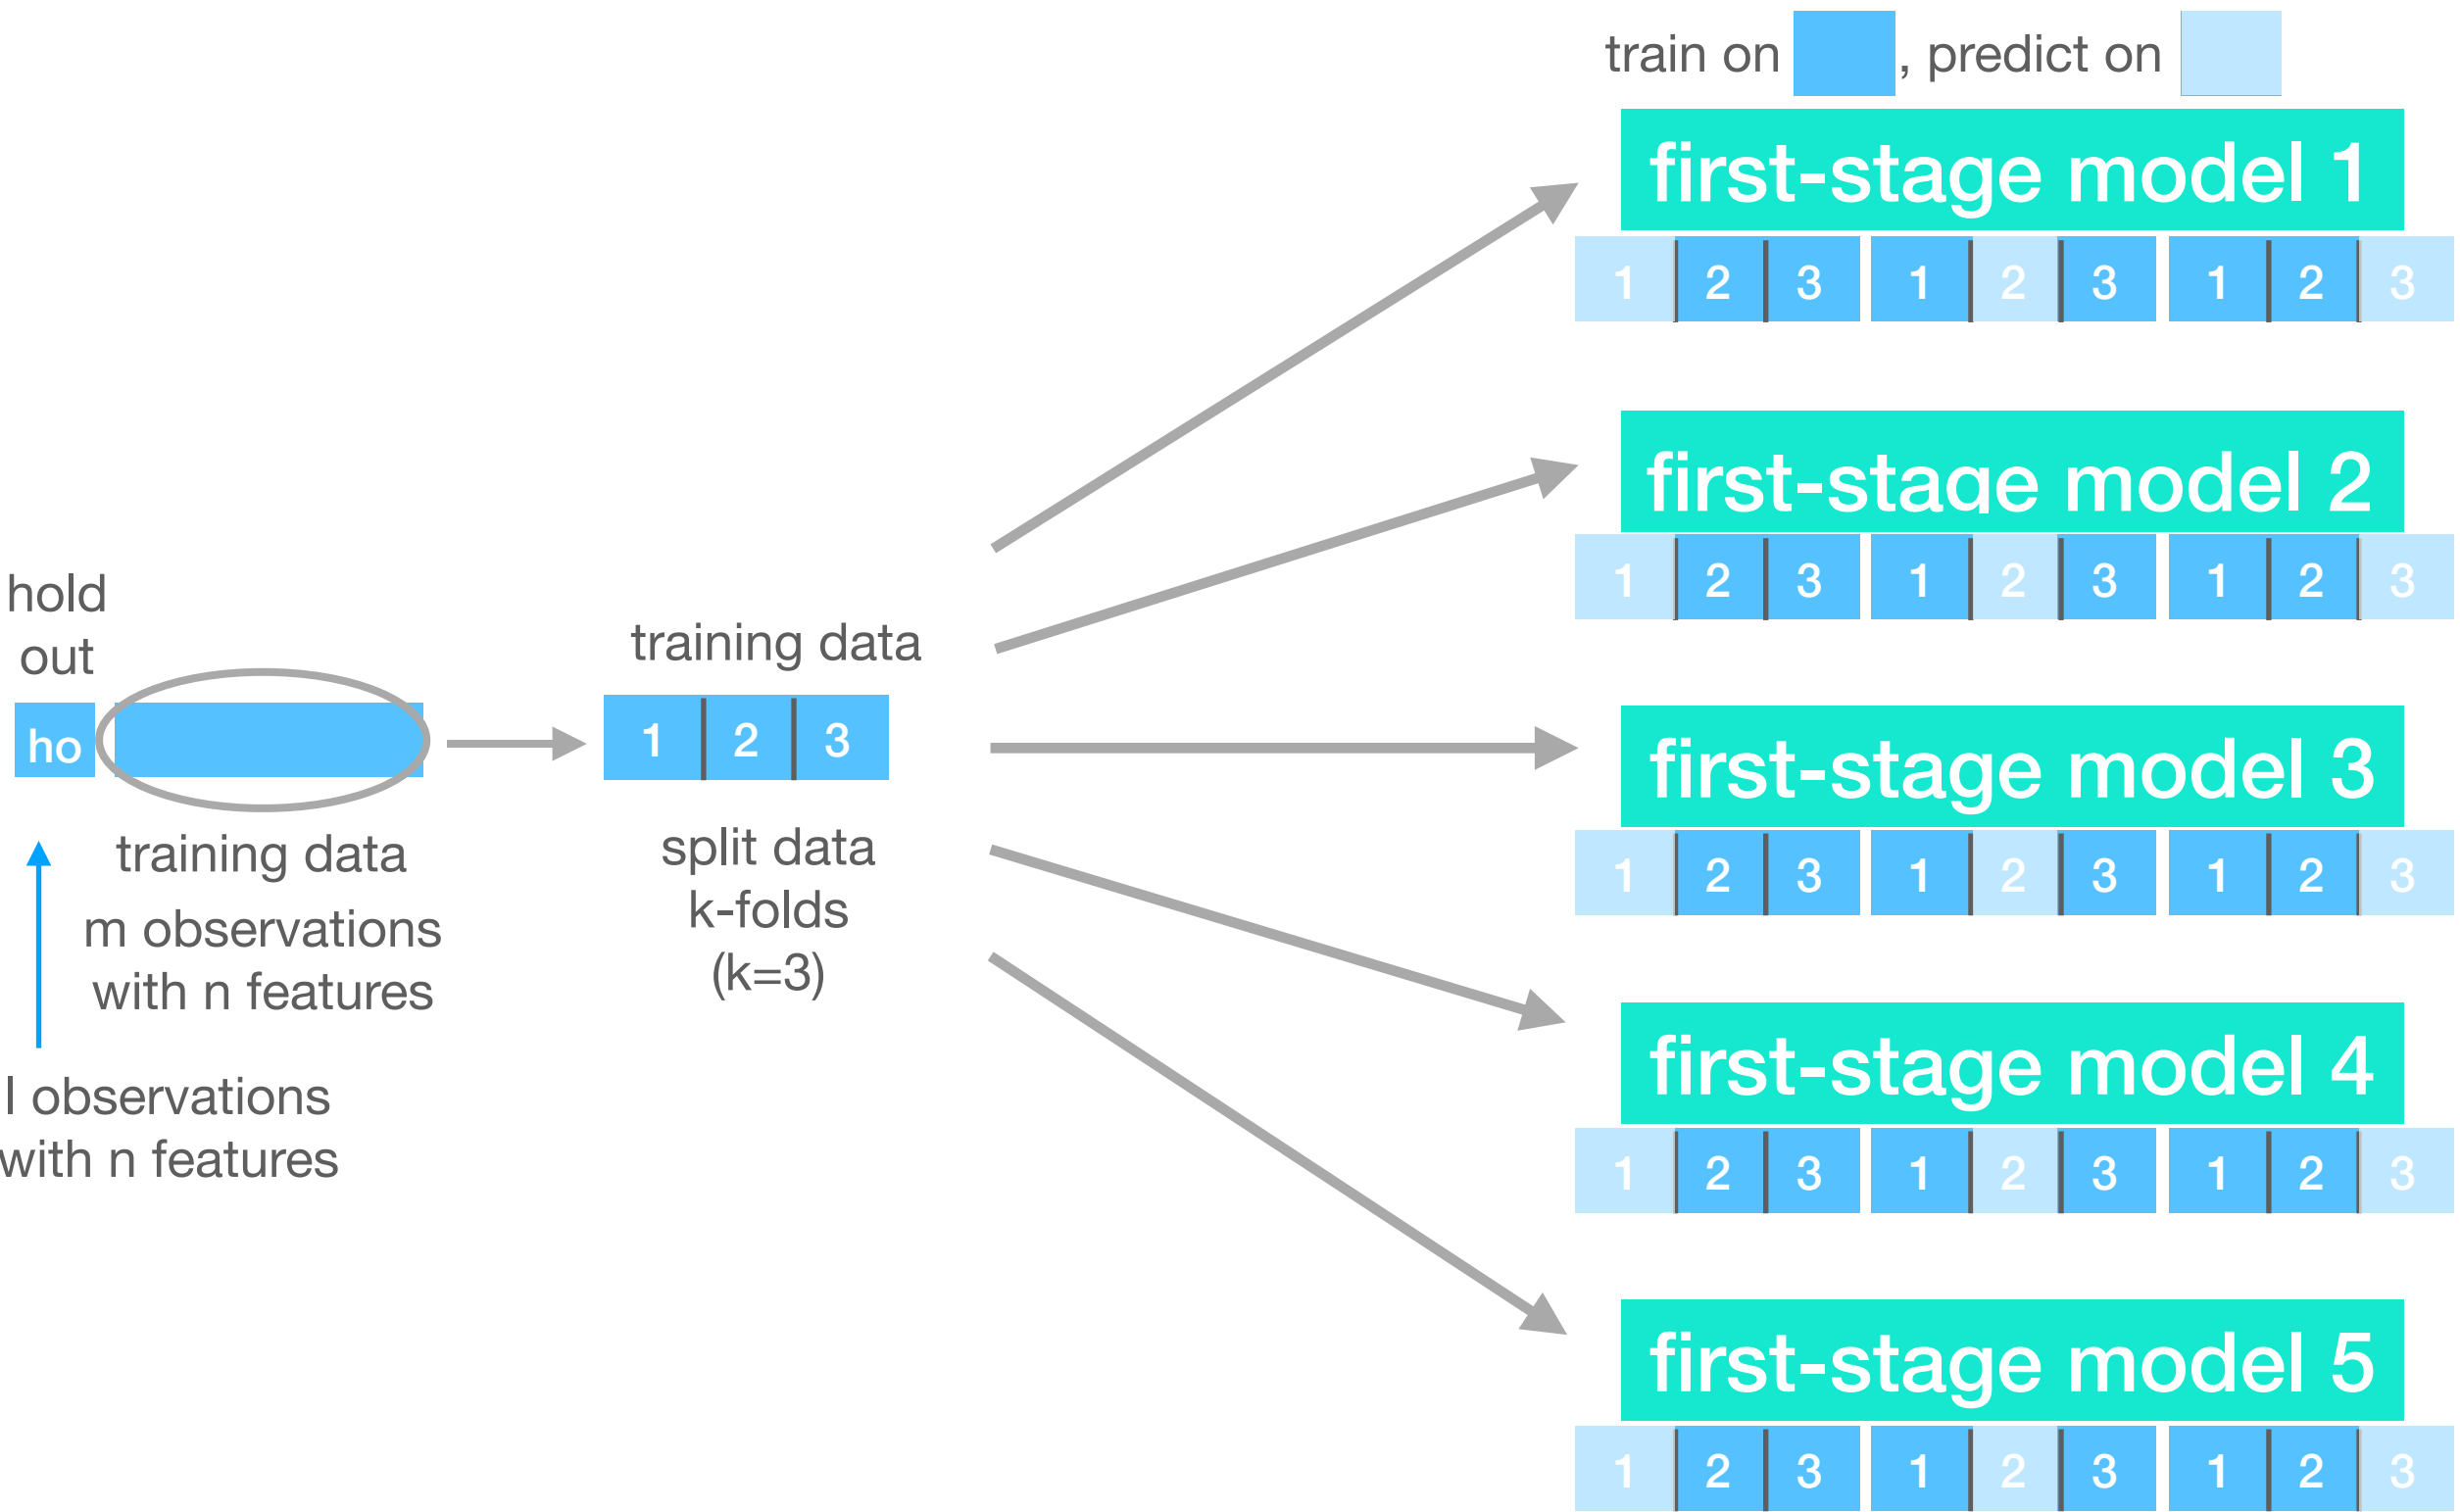 hold
out
ho
training data
m observations
with n features
l observations
with n features
training data
1 2 3
split data
k-folds
(k=3)
train on , predict on
first-stage model 1
1 2 3 1 2 3 1 2 3
first-stage model 2
1 2 3 1 2 3 1 2 3
first-stage model 3
1 2 3 1 2 3 1 2 3
first-stage model 4
1 2 3 1 2 3 1 2 3
first-stage model 5
1 2 3 1 2 3 1 2 3